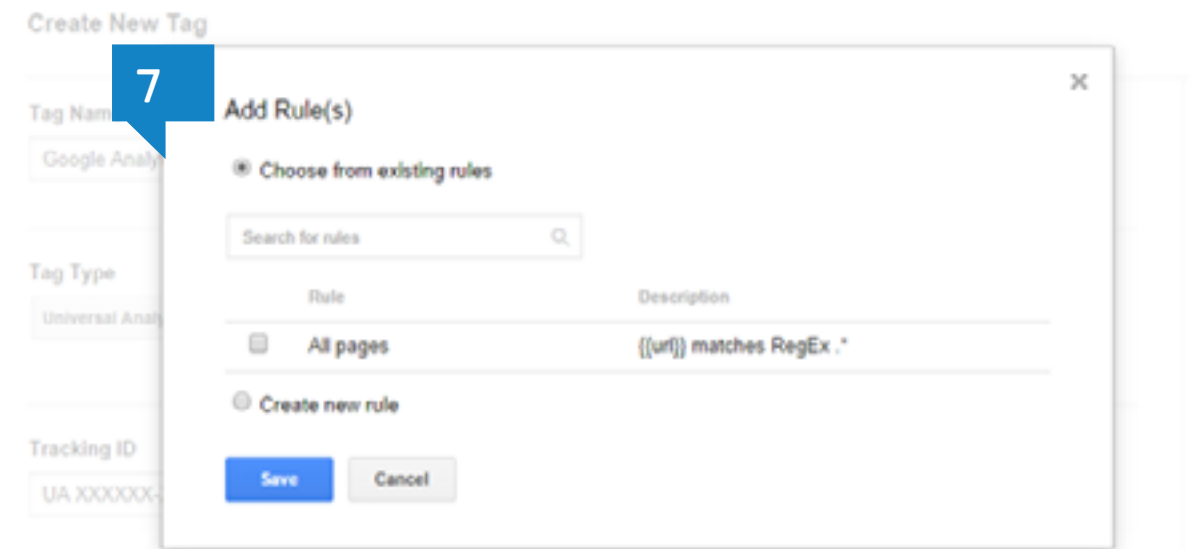 Create New Tag
7
Add Rule(s)
Tag Nam
Google Analy
Choose from existing rules
Search for rules
Tag Type
Rule Description
Universal Analy
All pages {{url}} matches RegEx .*
Create new rule
Tracking ID
Save Cancel
UA XXXXXX-